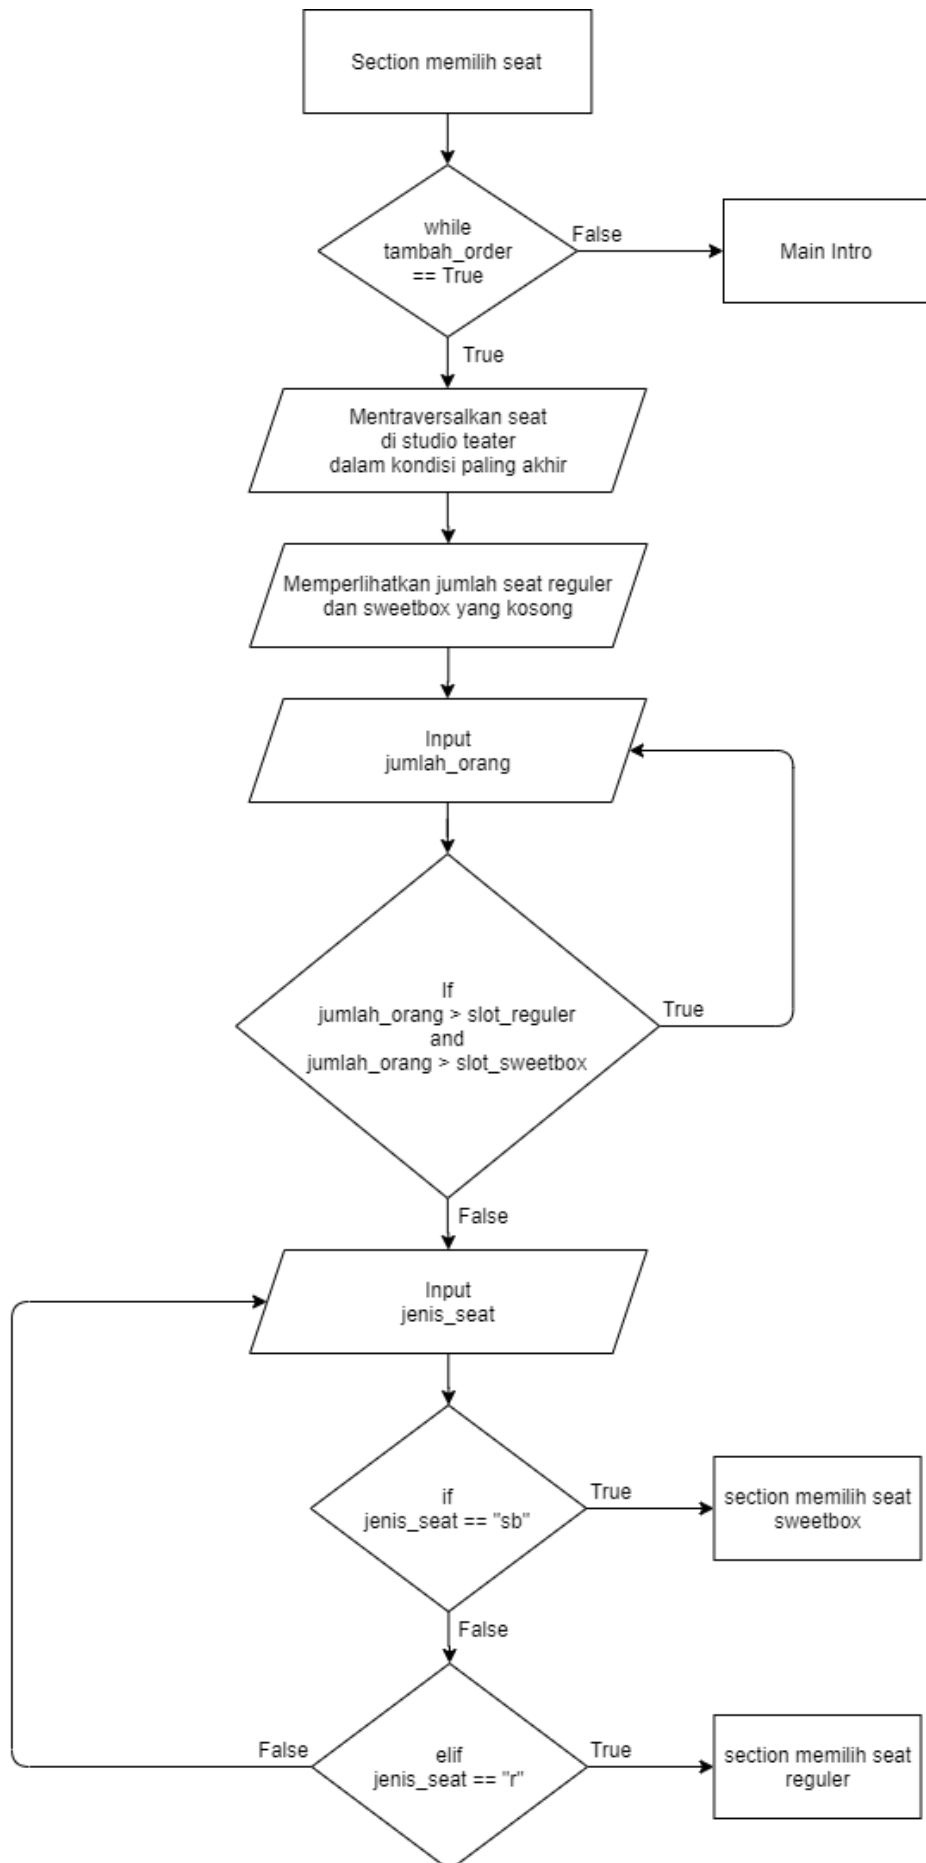 Section memilih seat
while
tambah_order
== True
False
Main Intro
True
Mentraversalkan seat
di studio teater
dalam kondisi paling akhir
Memperlihatkan jumlah seat reguler
dan sweetbox yang kosong
Input
jumlah_orang
If
jumlah_orang > slot_reguler
and
jumlah_orang > slot_sweetbox
True
False
Input
jenis_seat
if
jenis_seat == "sb"
True
section memilih seat
sweetbox
False
elif
jenis_seat == "r"
False
True
section memilih seat
reguler